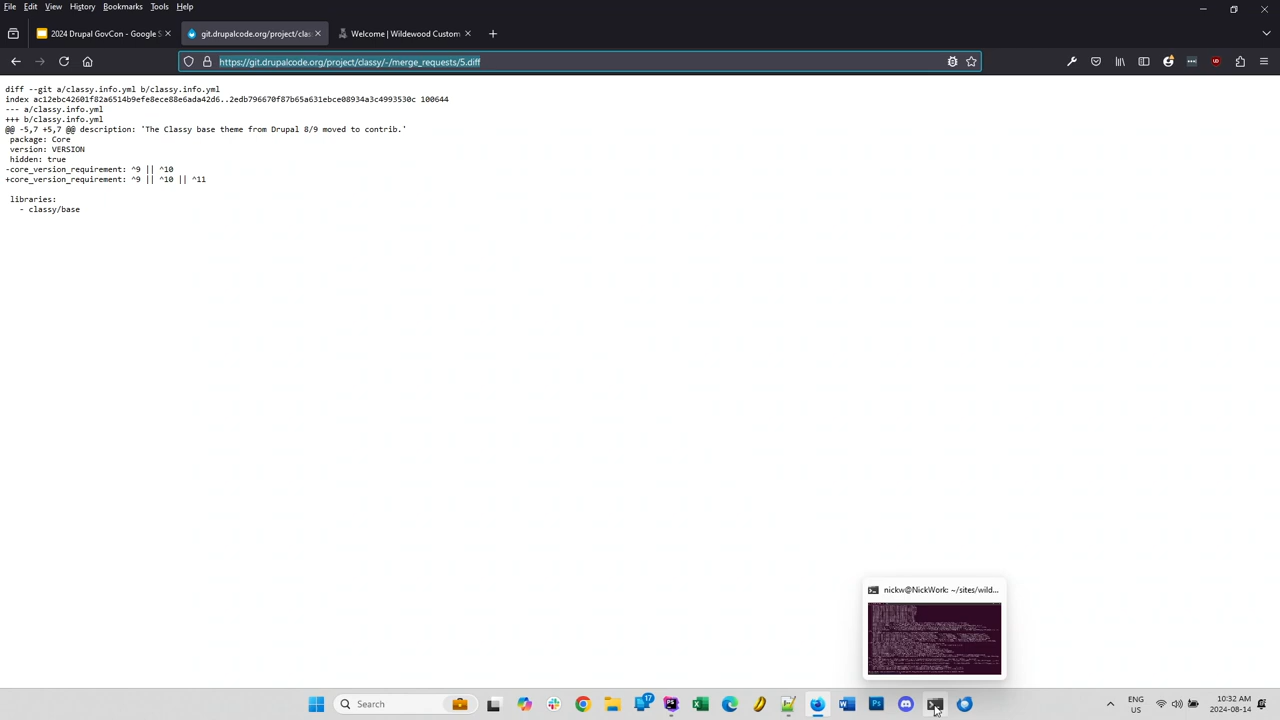 File Edit View History Bookmarks Tools Help
2024 Drupal GovCon - Google S
git.drupalcode.org/project/clas
Welcome | Wildewood Custom
https://git.drupalcode.org/project/classy/-/merge_requests/5.diff
diff --git a/classy.info.yml b/classy.info.yml
index ac12ebc42601f82a6514b9efe8ece88e6ada42d6..2edb796670f87b65a631ebce08934a3c4993530c 100644
--- a/classy.info.yml
+++ b/classy.info.yml
@@ -5,7 +5,7 @@ description: 'The Classy base theme from Drupal 8/9 moved to contrib.'
package: Core
version: VERSION
hidden: true
-core_version_requirement: ^9 || ^10
+core_version_requirement: ^9 || ^10 || ^11
libraries:
- classy/base
nickw@NickWork: ~/sites/wild...
Search
17
ENG
US
10:32 AM
2024-08-14